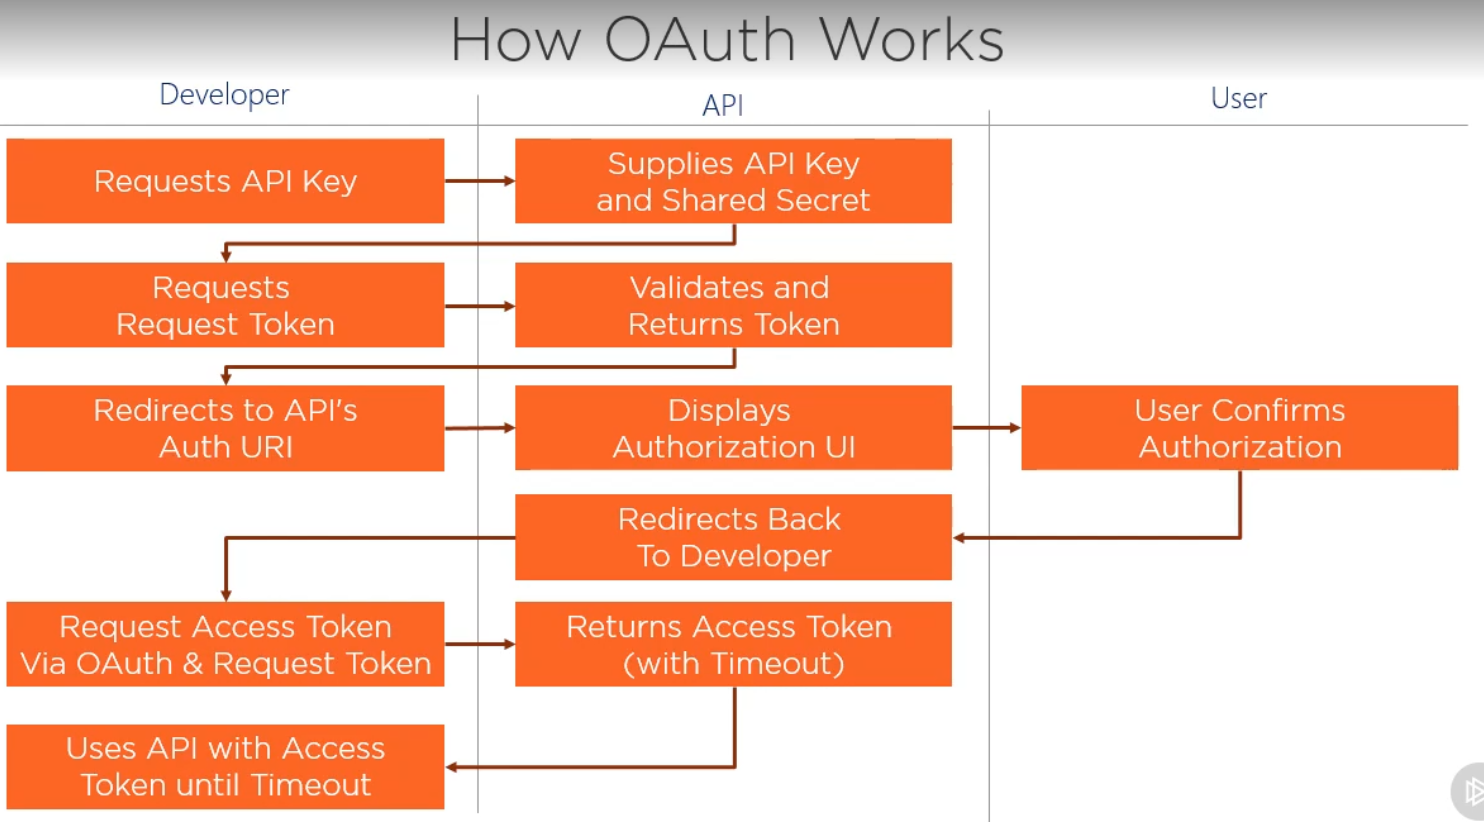 How OAuth Works
Developer
API
User
Requests API Key
Supplies API Key
and Shared Secret
Requests
Request Token
Validates and
Returns Token
Redirects to API's
Auth URI
Displays
Authorization UI
User Confirms
Authorization
Redirects Back
To Developer
Request Access Token
Via OAuth & Request Token
Returns Access Token
(with Timeout)
Uses API with Access
Token until Timeout